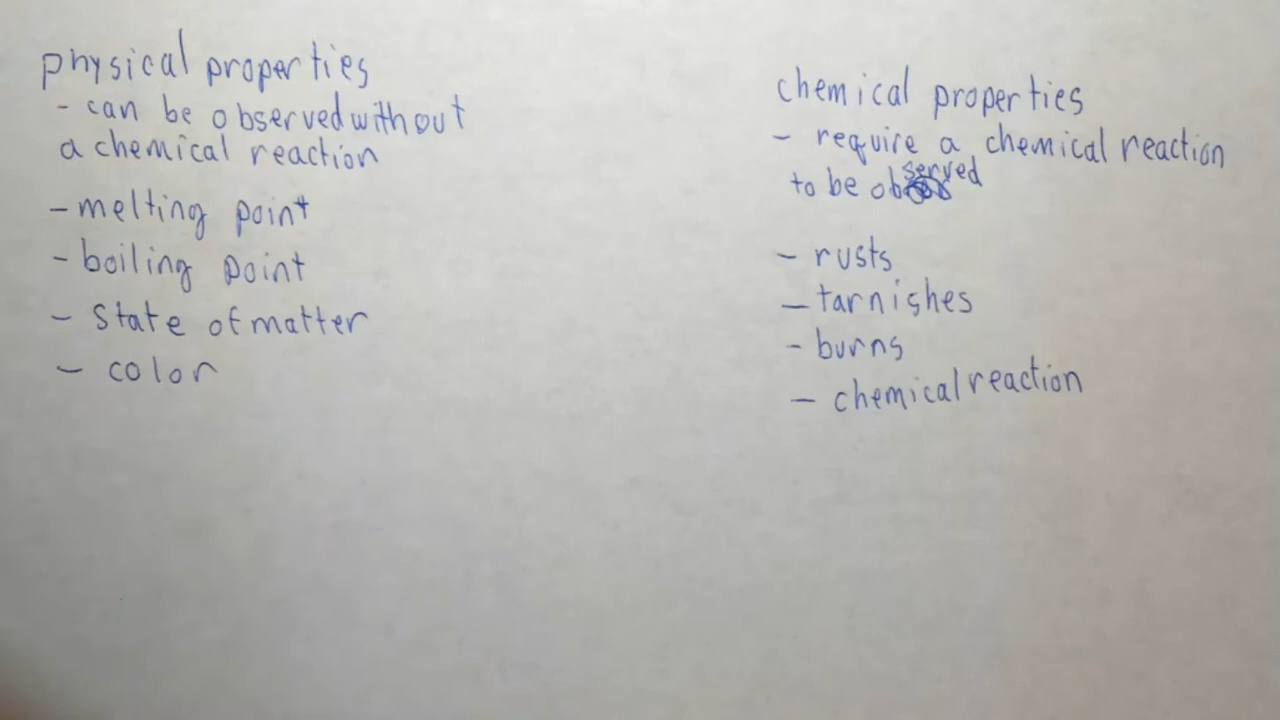 physical properties
- can be observed without
a chemical reaction
- melting point
- boiling point
- state of matter
- color
chemical properties
- require a chemical reaction
to be observed
- rusts
- tarnishes
- burns
- chemical reaction